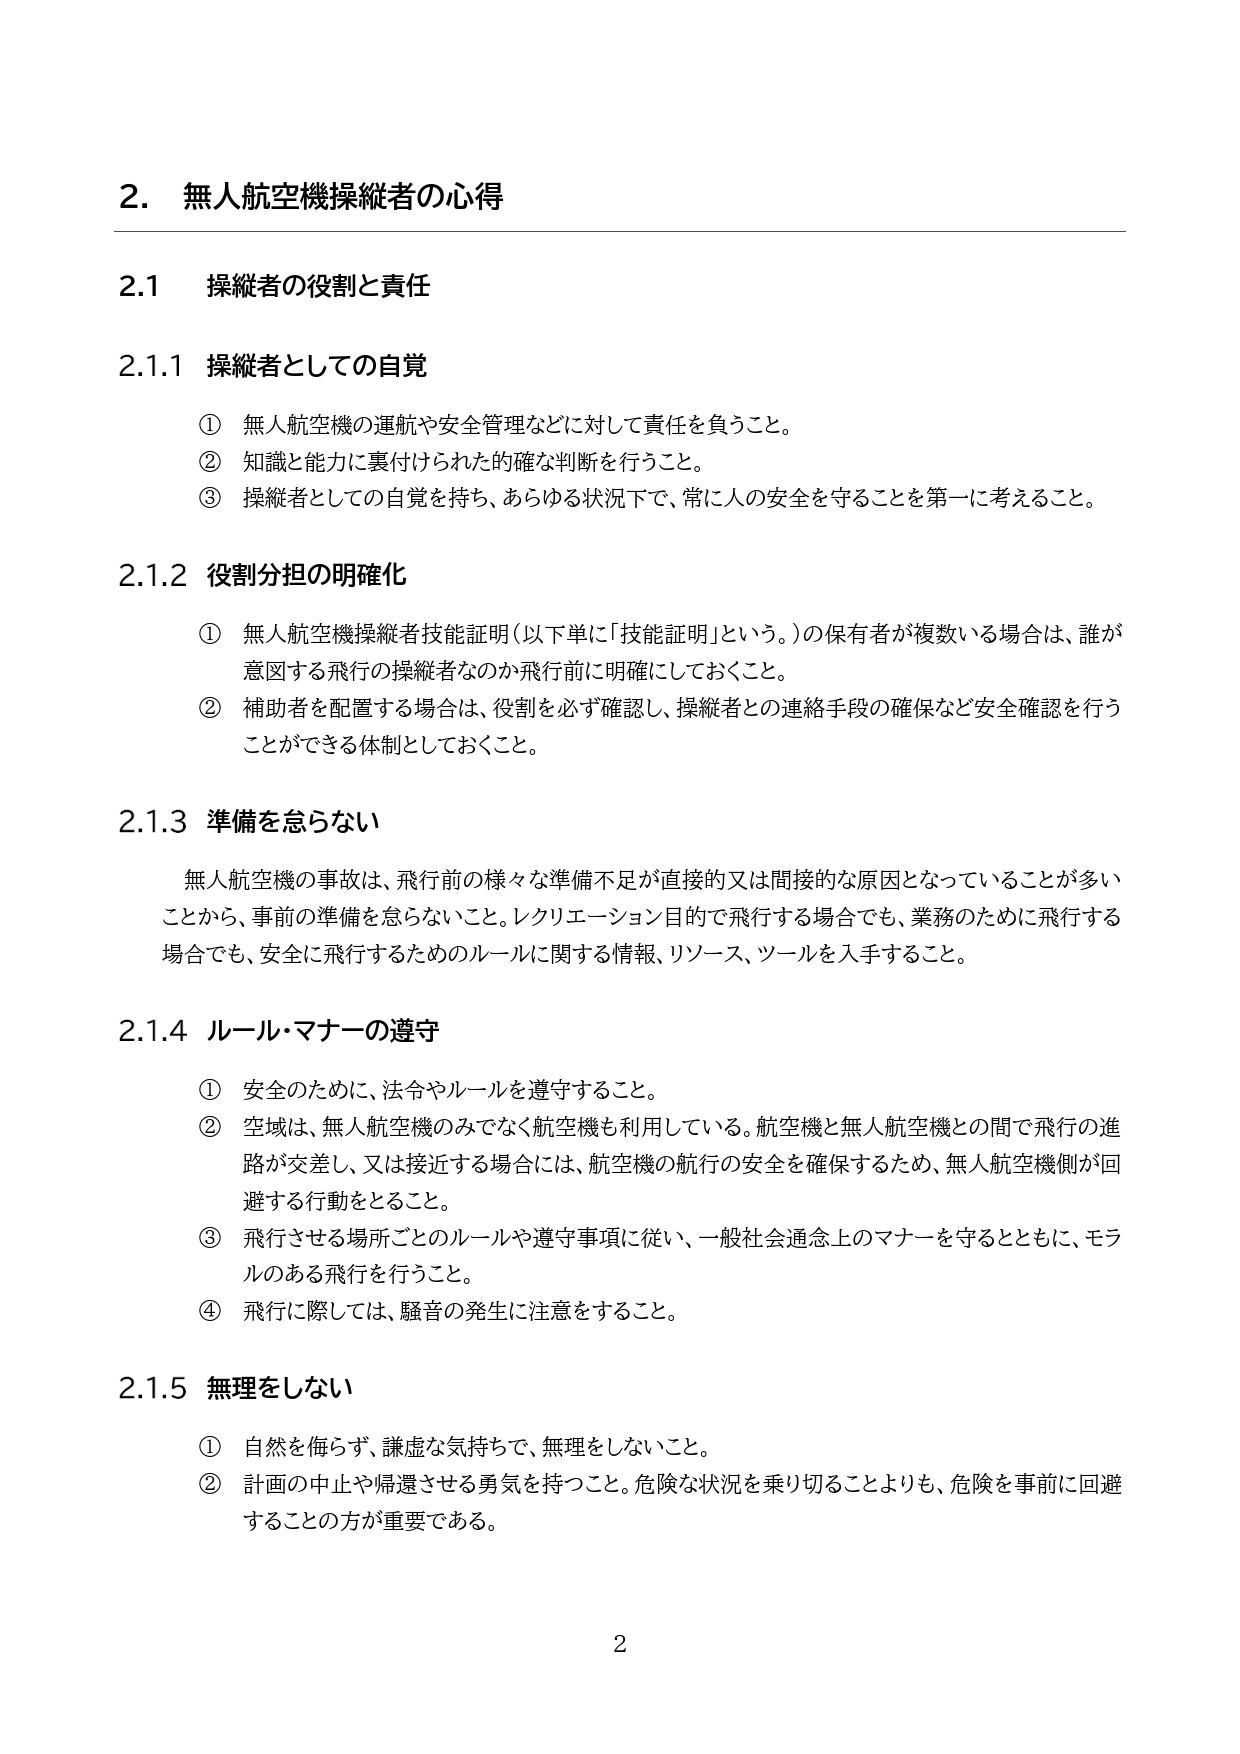 2. 無人航空機操縦者の心得
2.1 操縦者の役割と責任
2.1.1 操縦者としての自覚
① 無人航空機の運航や安全管理などに対して責任を負うこと。
② 知識と能力に裏付けられた的確な判断を行うこと。
③ 操縦者としての自覚を持ち、あらゆる状況下で、常に人の安全を守ることを第一に考えること。
2.1.2 役割分担の明確化
① 無人航空機操縦者技能証明（以下単に「技能証明」という。）の保有者が複数いる場合は、誰が
意図する飛行の操縦者なのか飛行前に明確にしておくこと。
② 補助者を配置する場合は、役割を必ず確認し、操縦者との連絡手段の確保など安全確認を行う
ことができる体制としておくこと。
2.1.3 準備を怠らない
無人航空機の事故は、飛行前の様々な準備不足が直接的又は間接的な原因となっていることが多い
ことから、事前の準備を怠らないこと。レクリエーション目的で飛行する場合でも、業務のために飛行する
場合でも、安全に飛行するためのルールに関する情報、リソース、ツールを入手すること。
2.1.4 ルール・マナーの遵守
① 安全のために、法令やルールを遵守すること。
② 空域は、無人航空機のみでなく航空機も利用している。航空機と無人航空機との間で飛行の進
路が交差し、又は接近する場合には、航空機の航行の安全を確保するため、無人航空機側が回
避する行動をとること。
③ 飛行させる場所ごとのルールや遵守事項に従い、一般社会通念上のマナーを守るとともに、モラ
ルのある飛行を行うこと。
④ 飛行に際しては、騒音の発生に注意をすること。
2.1.5 無理をしない
① 自然を侮らず、謙虚な気持ちで、無理をしないこと。
② 計画の中止や帰還させる勇気を持つこと。危険な状況を乗り切ることよりも、危険を事前に回避
することの方が重要である。
2